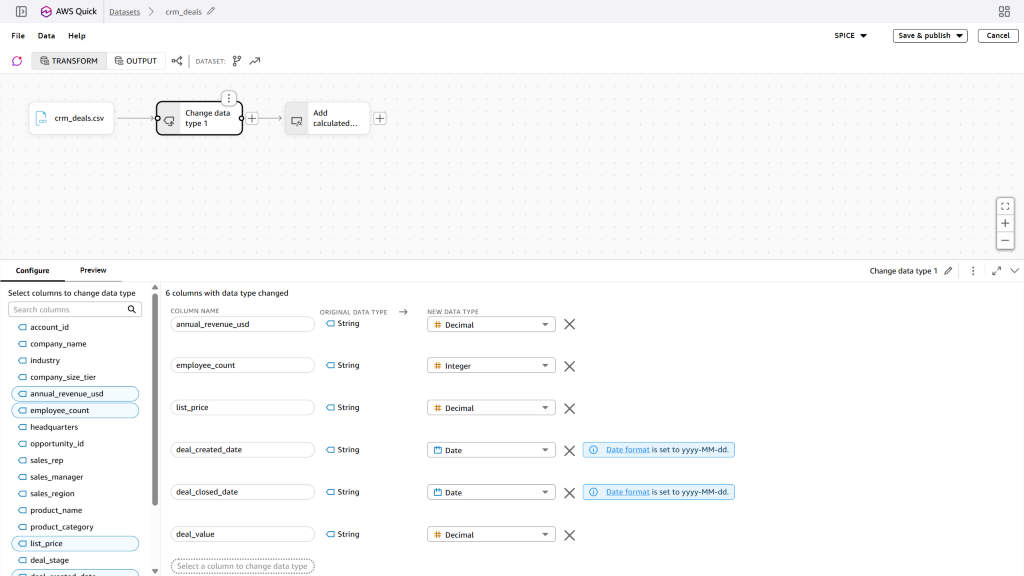 AWS Quick
Datasets
crm_deals
File
Data
Help
SPICE
Save & publish
Cancel
TRANSFORM
OUTPUT
DATASET:
crm_deals.csv
Change data
type 1
Add
calculated...
Configure
Preview
Change data type 1
Select columns to change data type
Search columns
account_id
company_name
industry
company_size_tier
annual_revenue_usd
employee_count
headquarters
opportunity_id
sales_rep
sales_manager
sales_region
product_name
product_category
list_price
deal_stage
deal_created_date
6 columns with data type changed
COLUMN NAME
ORIGINAL DATA TYPE
NEW DATA TYPE
annual_revenue_usd
String
Decimal
employee_count
String
Integer
list_price
String
Decimal
deal_created_date
String
Date
Date format is set to yyyy-MM-dd.
deal_closed_date
String
Date
Date format is set to yyyy-MM-dd.
deal_value
String
Decimal
Select a column to change data type